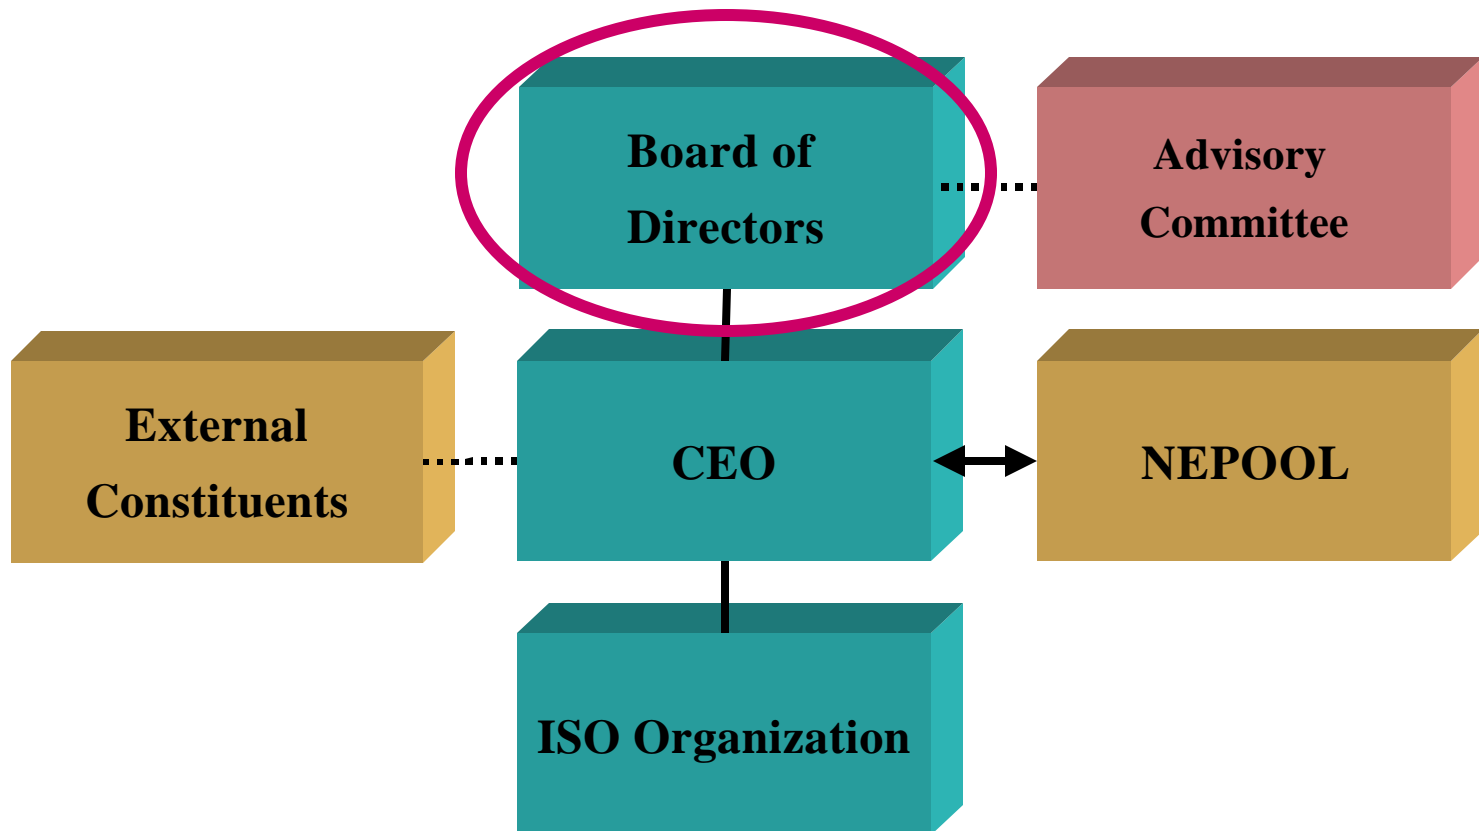 Board of
Directors
Advisory
Committee
External
Constituents
CEO
NEPOOL
ISO Organization